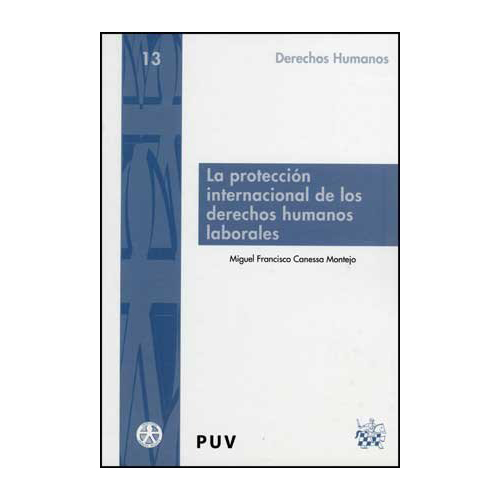 13
Derechos Humanos
La protección
internacional de los
derechos humanos
laborales
Miguel Francisco Canessa Montejo
PUV